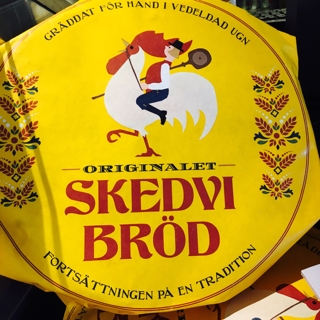 GRÄDDAT FÖR HAND I VEDELDAD UGN
ORIGINALET
SKEDVI
BRÖD
FORTSÄTTNINGEN PÅ EN TRADITION